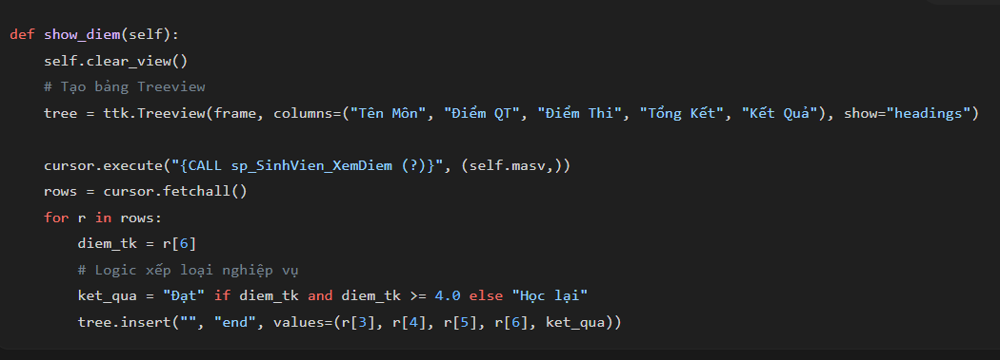 def show_diem(self):
    self.clear_view()
    # Tạo bảng Treeview
    tree = ttk.Treeview(frame, columns=("Tên Môn", "Điểm QT", "Điểm Thi", "Tổng Kết", "Kết Quả"), show="headings")

    cursor.execute("{CALL sp_SinhVien_XemDiem (?)}", (self.masv,))
    rows = cursor.fetchall()
    for r in rows:
        diem_tk = r[6]
        # Logic xếp loại nghiệp vụ
        ket_qua = "Đạt" if diem_tk and diem_tk >= 4.0 else "Học lại"
        tree.insert("", "end", values=(r[3], r[4], r[5], r[6], ket_qua))